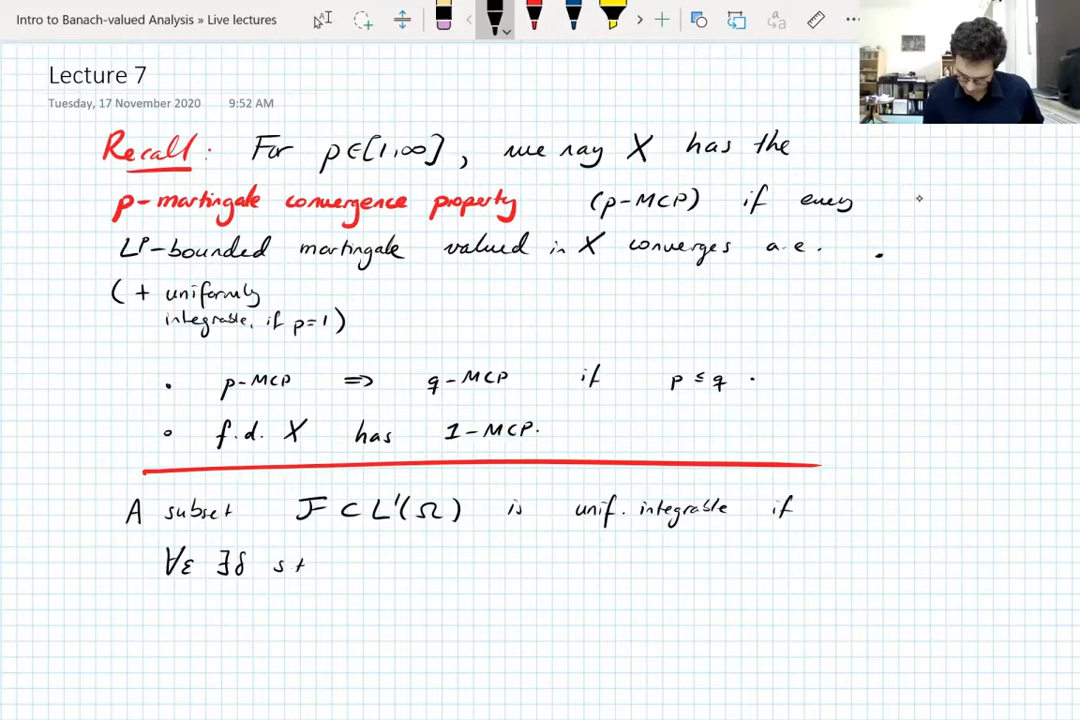 Intro to Banach-valued Analysis » Live lectures
Lecture 7
Tuesday, 17 November 2020 9:52 AM
Recall: For p∈[1,∞], we say X has the
p-martingale convergence property (p-MCP) if every
Lᵖ-bounded martingale valued in X converges a.e.
(+ uniformly
integrable, if p=1)
• p-MCP ⇒ q-MCP if p ≤ q.
• f.d. X has 1-MCP.
A subset F ⊂ L¹(Ω) is unif. integrable if
∀ε ∃δ st